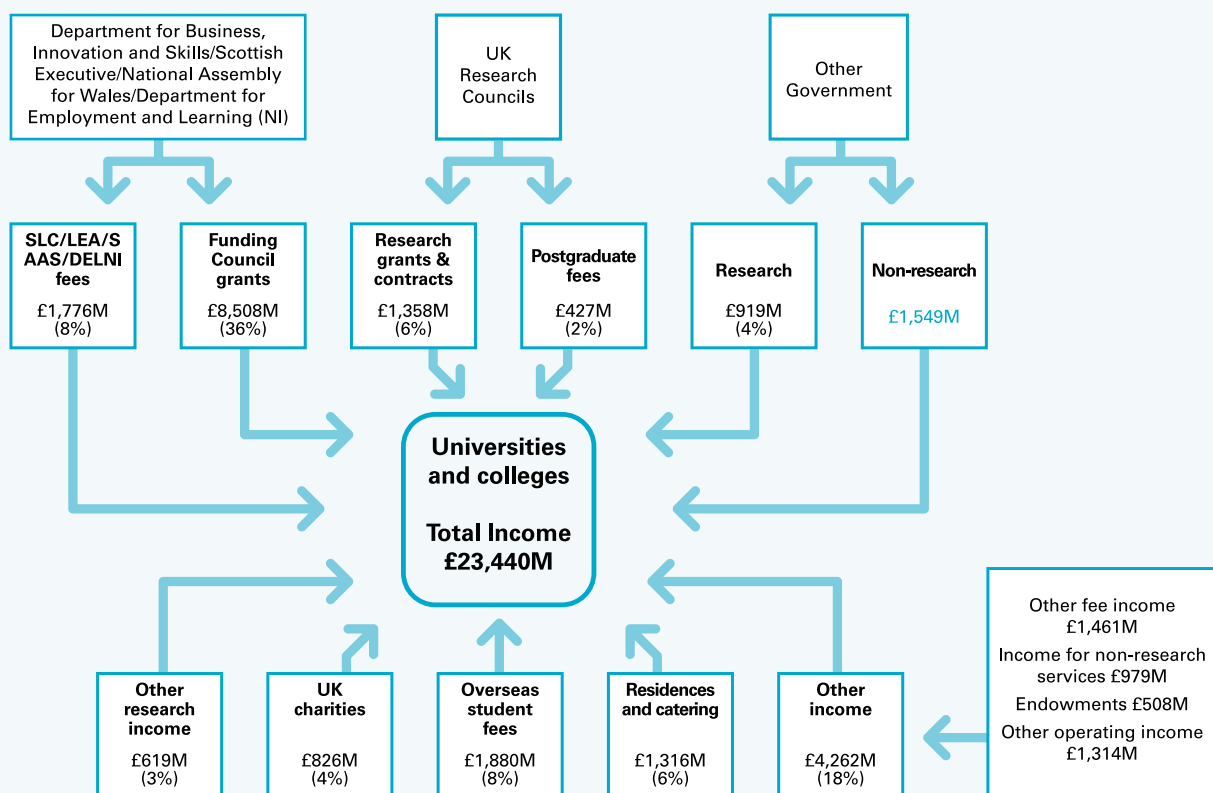 Department for Business,
Innovation and Skills/Scottish
Executive/National Assembly
for Wales/Department for
Employment and Learning (NI)
UK
Research
Councils
Other
Government
SLC/LEA/S
AAS/DELNI
fees
£1,776M
(8%)
Funding
Council
grants
£8,508M
(36%)
Research
grants &
contracts
£1,358M
(6%)
Postgraduate
fees
£427M
(2%)
Research
£919M
(4%)
Non-research
£1,549M
Universities
and colleges
Total Income
£23,440M
Other
research
income
£619M
(3%)
UK
charities
£826M
(4%)
Overseas
student
fees
£1,880M
(8%)
Residences
and catering
£1,316M
(6%)
Other
income
£4,262M
(18%)
Other fee income
£1,461M
Income for non-research
services £979M
Endowments £508M
Other operating income
£1,314M